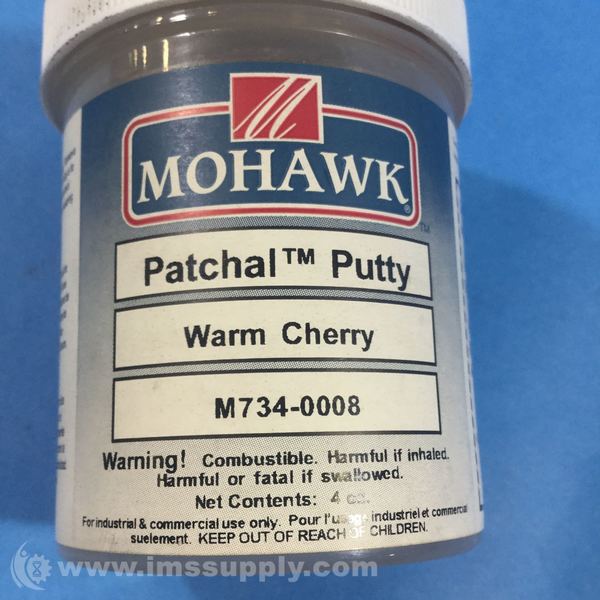 M
MOHAWK®
™
Patchal™ Putty
Warm Cherry
M734-0008
Warning! Combustible. Harmful if inhaled.
Harmful or fatal if swallowed.
Net Contents: 4 oz.
For industrial & commercial use only. Pour l'usage industriel et commercial
suelement. KEEP OUT OF REACH OF CHILDREN.
www.imssupply.com